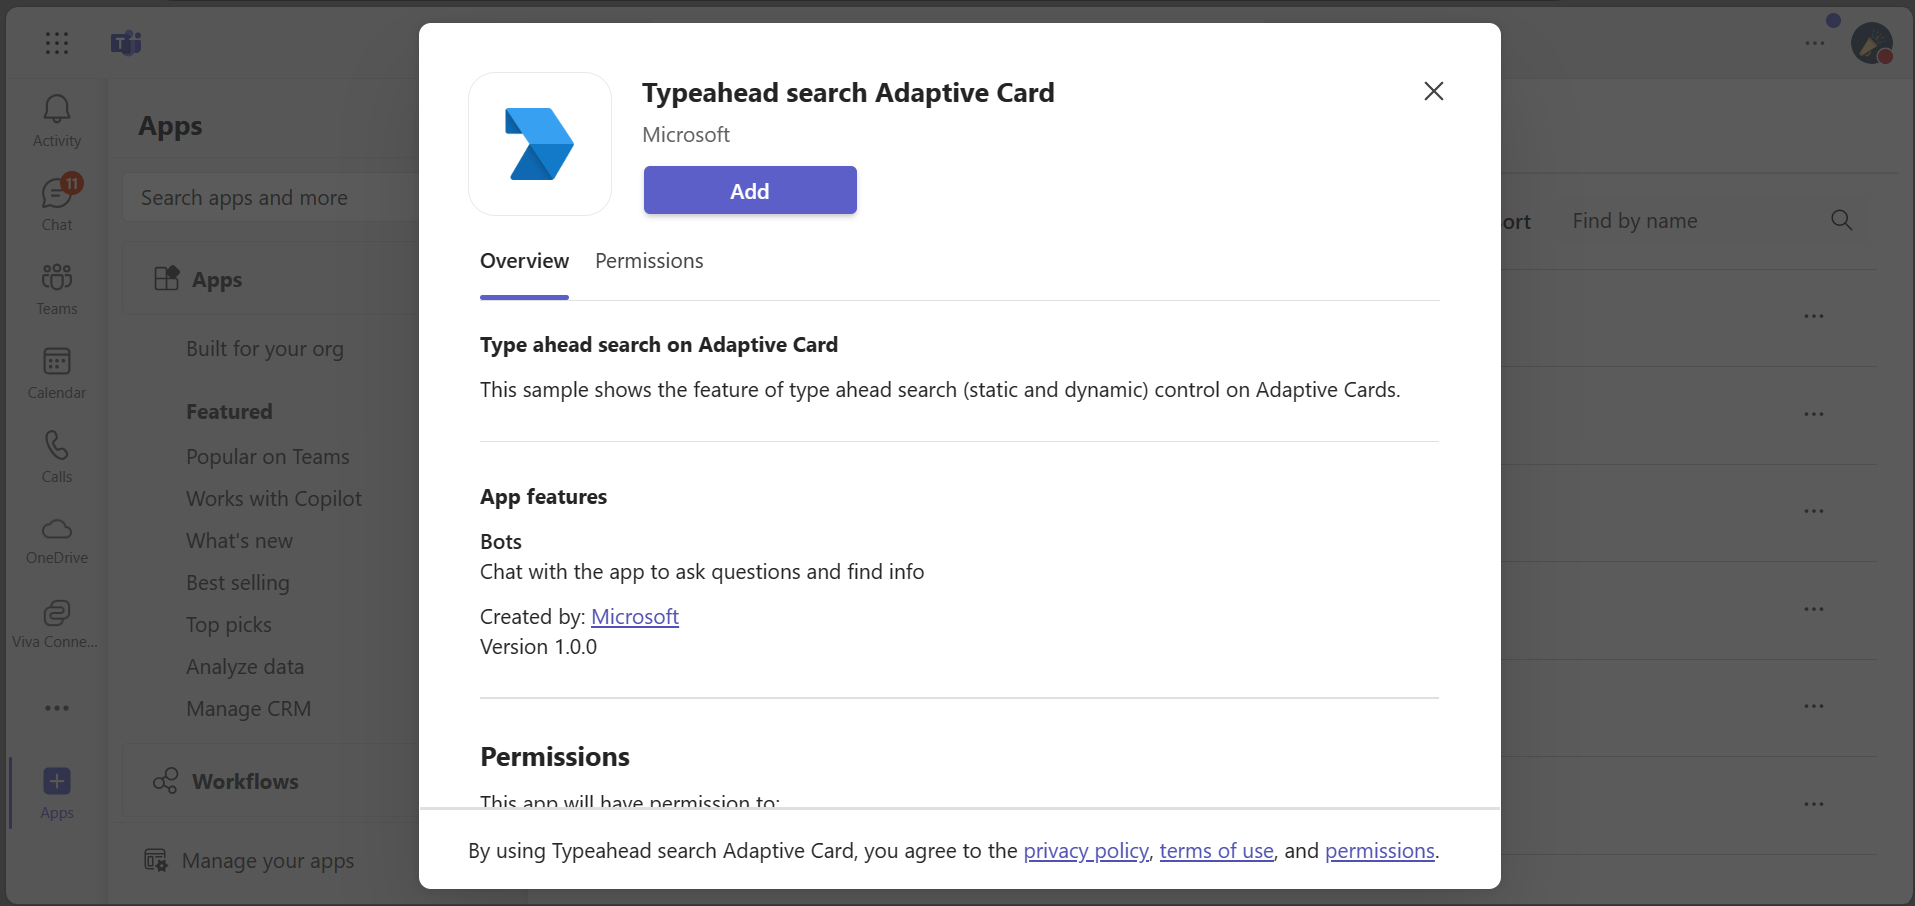 Typeahead search Adaptive Card
Microsoft
Add
Overview
Permissions
Type ahead search on Adaptive Card
This sample shows the feature of type ahead search (static and dynamic) control on Adaptive Cards.
App features
Bots
Chat with the app to ask questions and find info
Created by: Microsoft
Version 1.0.0
Permissions
This app will have permission to:
By using Typeahead search Adaptive Card, you agree to the privacy policy, terms of use, and permissions.
Activity
11
Chat
Teams
Calendar
Calls
OneDrive
Viva Conne...
Apps
Apps
Search apps and more
Apps
Built for your org
Featured
Popular on Teams
Works with Copilot
What's new
Best selling
Top picks
Analyze data
Manage CRM
Workflows
Manage your apps
ort
Find by name